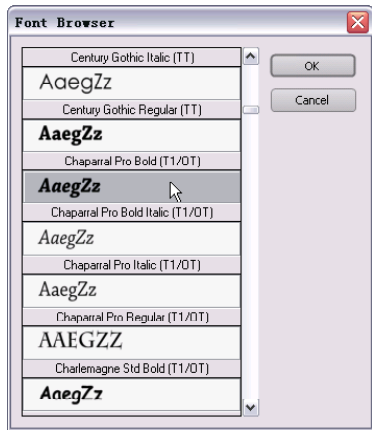 Font Browser
Century Gothic Italic (TT)
AaegZz
Century Gothic Regular (TT)
AaegZz
Chaparral Pro Bold (T1/OT)
AaegZz
Chaparral Pro Bold Italic (T1/OT)
AaegZz
Chaparral Pro Italic (T1/OT)
AaegZz
Chaparral Pro Regular (T1/OT)
AAEGZZ
Charlemagne Std Bold (T1/OT)
AaegZz
OK
Cancel